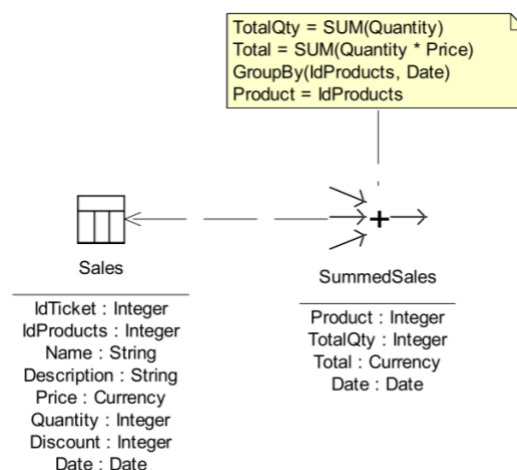 TotalQty = SUM(Quantity)
Total = SUM(Quantity * Price)
GroupBy(IdProducts, Date)
Product = IdProducts
Sales
IdTicket : Integer
IdProducts : Integer
Name : String
Description : String
Price : Currency
Quantity : Integer
Discount : Integer
Date : Date
+
SummedSales
Product : Integer
TotalQty : Integer
Total : Currency
Date : Date